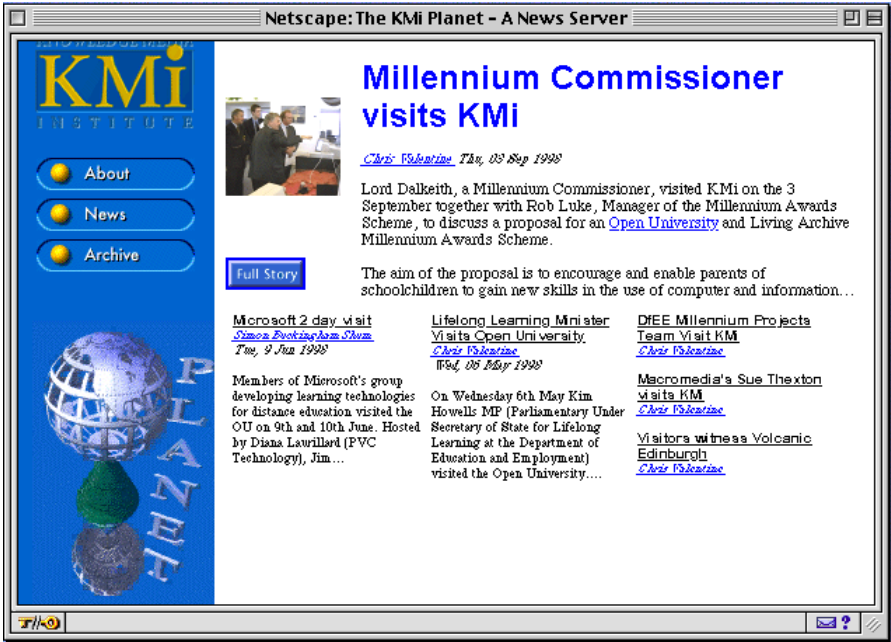 Netscape: The KMi Planet - A News Server
KNOWLEDGE MEDIA
KMi
INSTITUTE
About
News
Archive
PLANET
Millennium Commissioner
visits KMi
Chris Valentine Thu, 03 Sep 1998
Lord Dalkeith, a Millennium Commissioner, visited KMi on the 3
September together with Rob Luke, Manager of the Millennium Awards
Scheme, to discuss a proposal for an Open University and Living Archive
Millennium Awards Scheme.
Full Story
The aim of the proposal is to encourage and enable parents of
schoolchildren to gain new skills in the use of computer and information...
Microsoft 2 day visit
Simon Buckingham Shum
Tue, 9 Jun 1998
Members of Microsoft's group
developing learning technologies
for distance education visited the
OU on 9th and 10th June. Hosted
by Diana Laurillard (PVC
Technology), Jim...
Lifelong Learning Minister
Visits Open University
Chris Valentine
Wed, 06 May 1998
On Wednesday 6th May Kim
Howells MP (Parliamentary Under
Secretary of State for Lifelong
Learning at the Department of
Education and Employment)
visited the Open University....
DfEE Millennium Projects
Team Visit KMi
Chris Valentine
Macromedia's Sue Thexton
visits KMi
Chris Valentine
Visitors witness Volcanic
Edinburgh
Chris Valentine